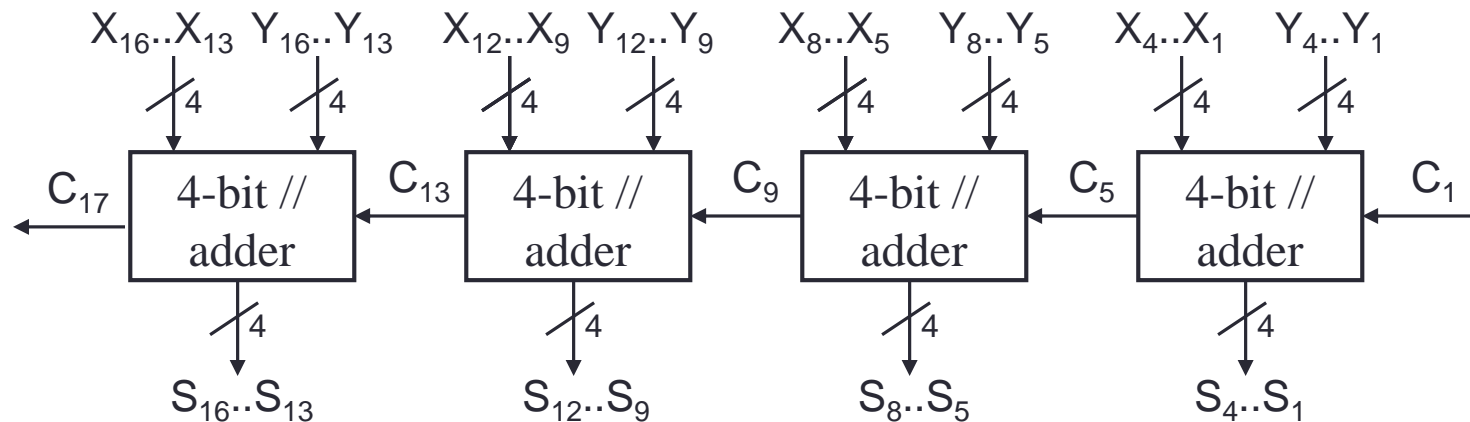 X₁₆..X₁₃ Y₁₆..Y₁₃ X₁₂..X₉ Y₁₂..Y₉ X₈..X₅ Y₈..Y₅ X₄..X₁ Y₄..Y₁
4 4 4 4 4 4 4 4
C₁₇ C₁₃ C₉ C₅ C₁
4-bit // 4-bit // 4-bit // 4-bit //
adder adder adder adder
4 4 4 4
S₁₆..S₁₃ S₁₂..S₉ S₈..S₅ S₄..S₁